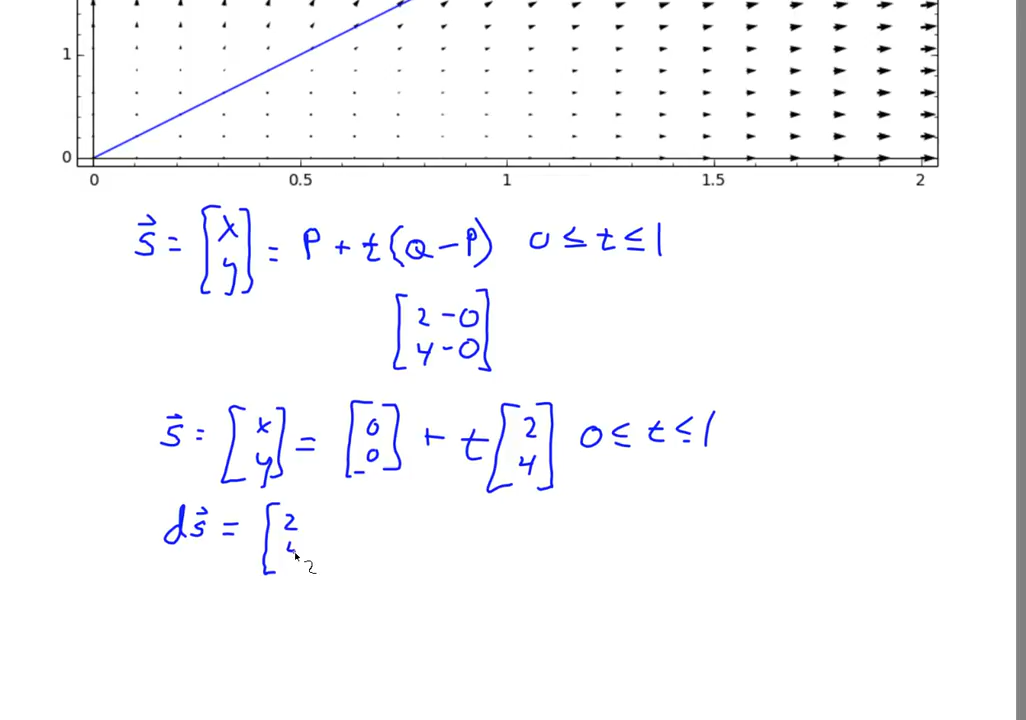 1
0
0 0.5 1 1.5 2
s⃗ = [x y] = P + t(Q − P) 0 ≤ t ≤ 1
[2 − 0
4 − 0]
s⃗ = [x y] = [0 0] + t [2 4] 0 ≤ t ≤ 1
ds⃗ = [2